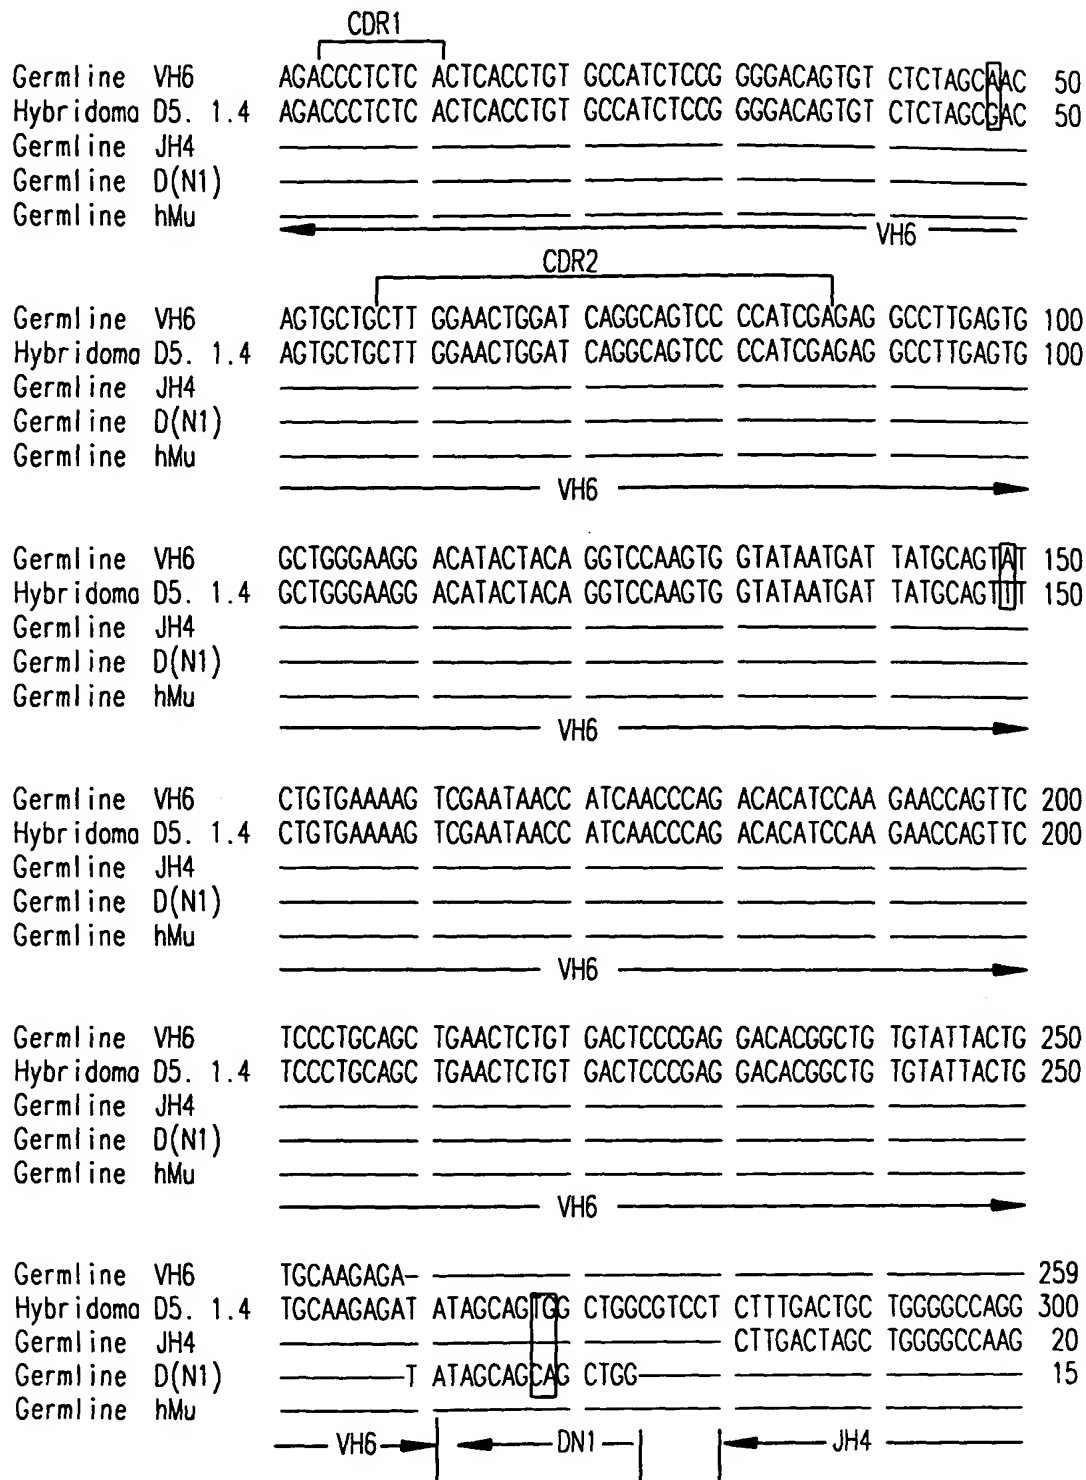 CDR1
Germline VH6 AGACCCTCTC ACTCACCTGT GCCATCTCCG GGGACAGTGT CTCTAGCAAC 50
Hybridoma D5. 1.4 AGACCCTCTC ACTCACCTGT GCCATCTCCG GGGACAGTGT CTCTAGCGAC 50
Germline JH4
Germline D(N1)
Germline hMu
VH6
CDR2
Germline VH6 AGTGCTGCTT GGAACTGGAT CAGGCAGTCC CCATCGAGAG GCCTTGAGTG 100
Hybridoma D5. 1.4 AGTGCTGCTT GGAACTGGAT CAGGCAGTCC CCATCGAGAG GCCTTGAGTG 100
Germline JH4
Germline D(N1)
Germline hMu
VH6
Germline VH6 GCTGGGAAGG ACATACTACA GGTCCAAGTG GTATAATGAT TATGCAGTAT 150
Hybridoma D5. 1.4 GCTGGGAAGG ACATACTACA GGTCCAAGTG GTATAATGAT TATGCAGTTT 150
Germline JH4
Germline D(N1)
Germline hMu
VH6
Germline VH6 CTGTGAAAAG TCGAATAACC ATCAACCCAG ACACATCCAA GAACCAGTTC 200
Hybridoma D5. 1.4 CTGTGAAAAG TCGAATAACC ATCAACCCAG ACACATCCAA GAACCAGTTC 200
Germline JH4
Germline D(N1)
Germline hMu
VH6
Germline VH6 TCCCTGCAGC TGAACTCTGT GACTCCCGAG GACACGGCTG TGTATTACTG 250
Hybridoma D5. 1.4 TCCCTGCAGC TGAACTCTGT GACTCCCGAG GACACGGCTG TGTATTACTG 250
Germline JH4
Germline D(N1)
Germline hMu
VH6
Germline VH6 TGCAAGAGA- 259
Hybridoma D5. 1.4 TGCAAGAGAT ATAGCAGTGG CTGGCGTCCT CTTTGACTGC TGGGGCCAGG 300
Germline JH4 CTTGACTAGC TGGGGCCAAG 20
Germline D(N1) T ATAGCAGCAG CTGG 15
Germline hMu
VH6 DN1 JH4